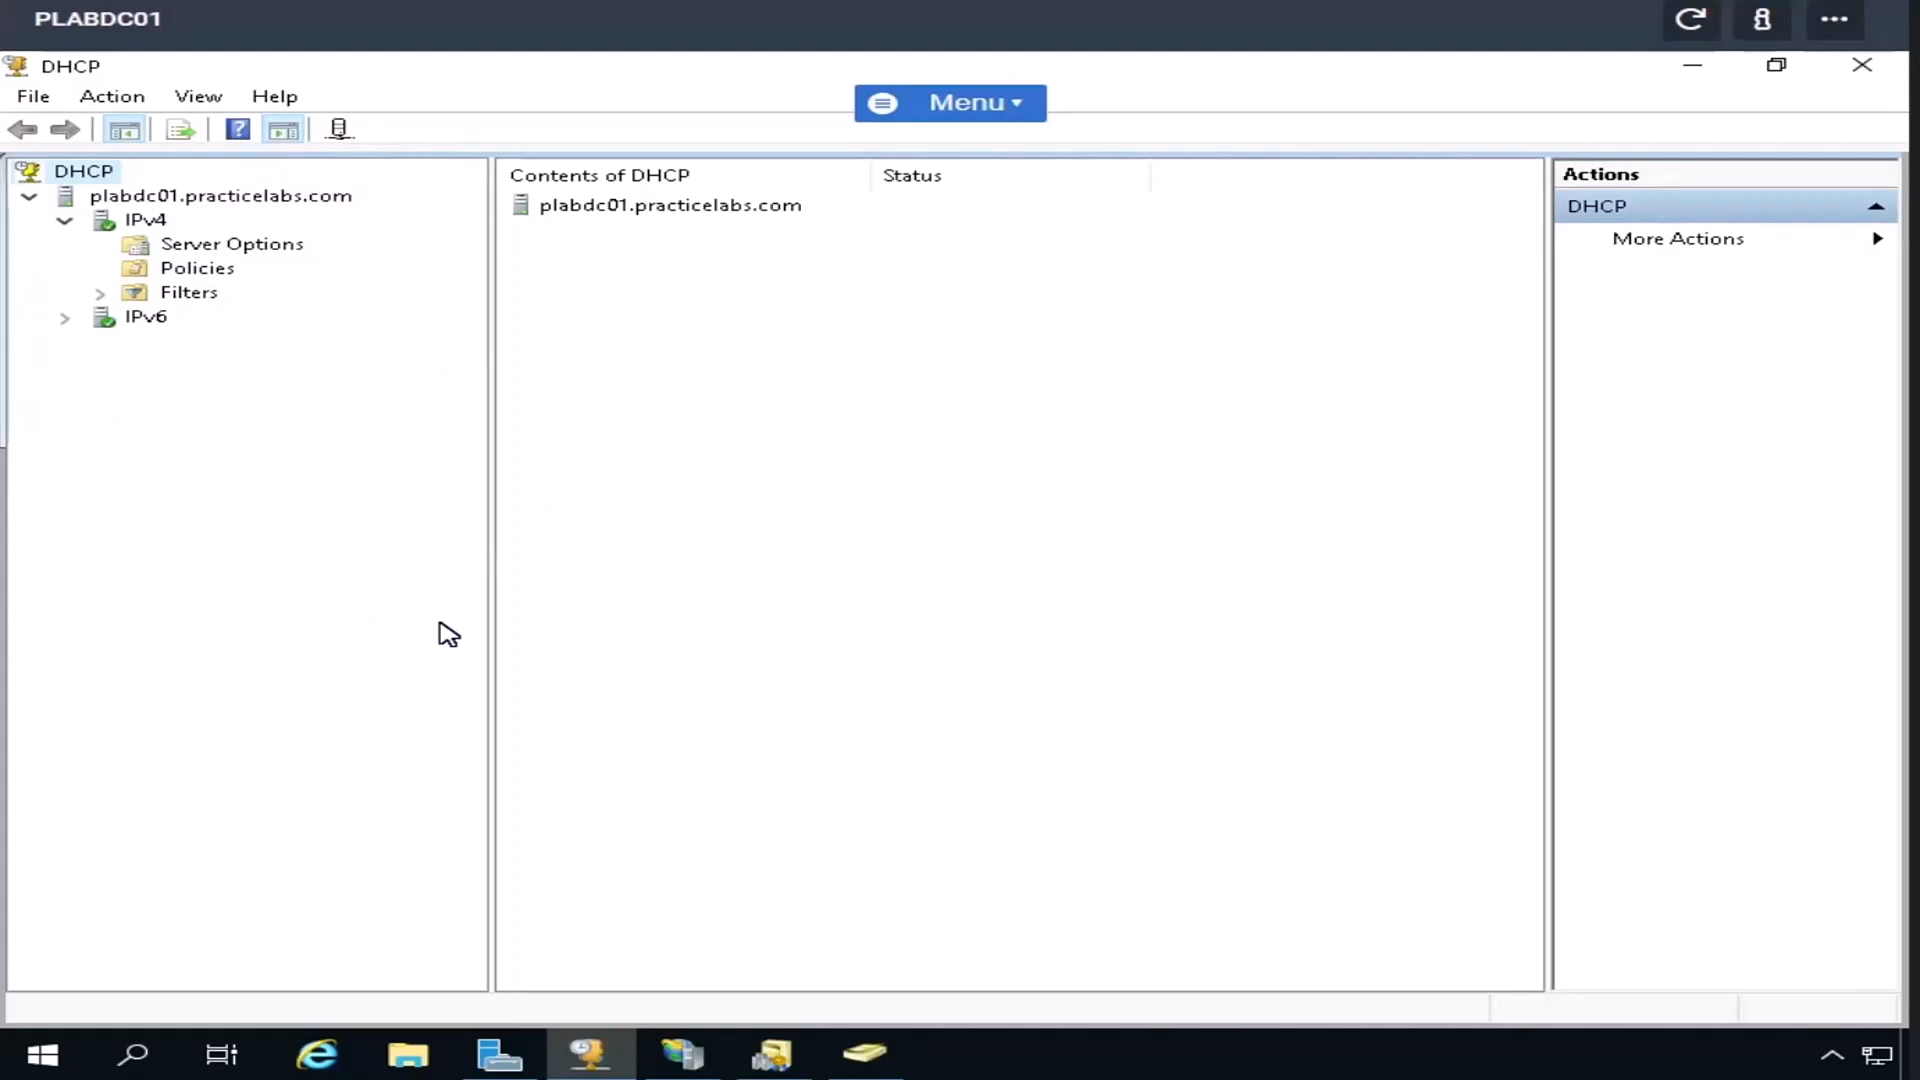 PLABDC01
DHCP
File Action View Help
Menu
DHCP
plabdc01.practicelabs.com
IPv4
Server Options
Policies
Filters
IPv6
Contents of DHCP Status
plabdc01.practicelabs.com
Actions
DHCP
More Actions